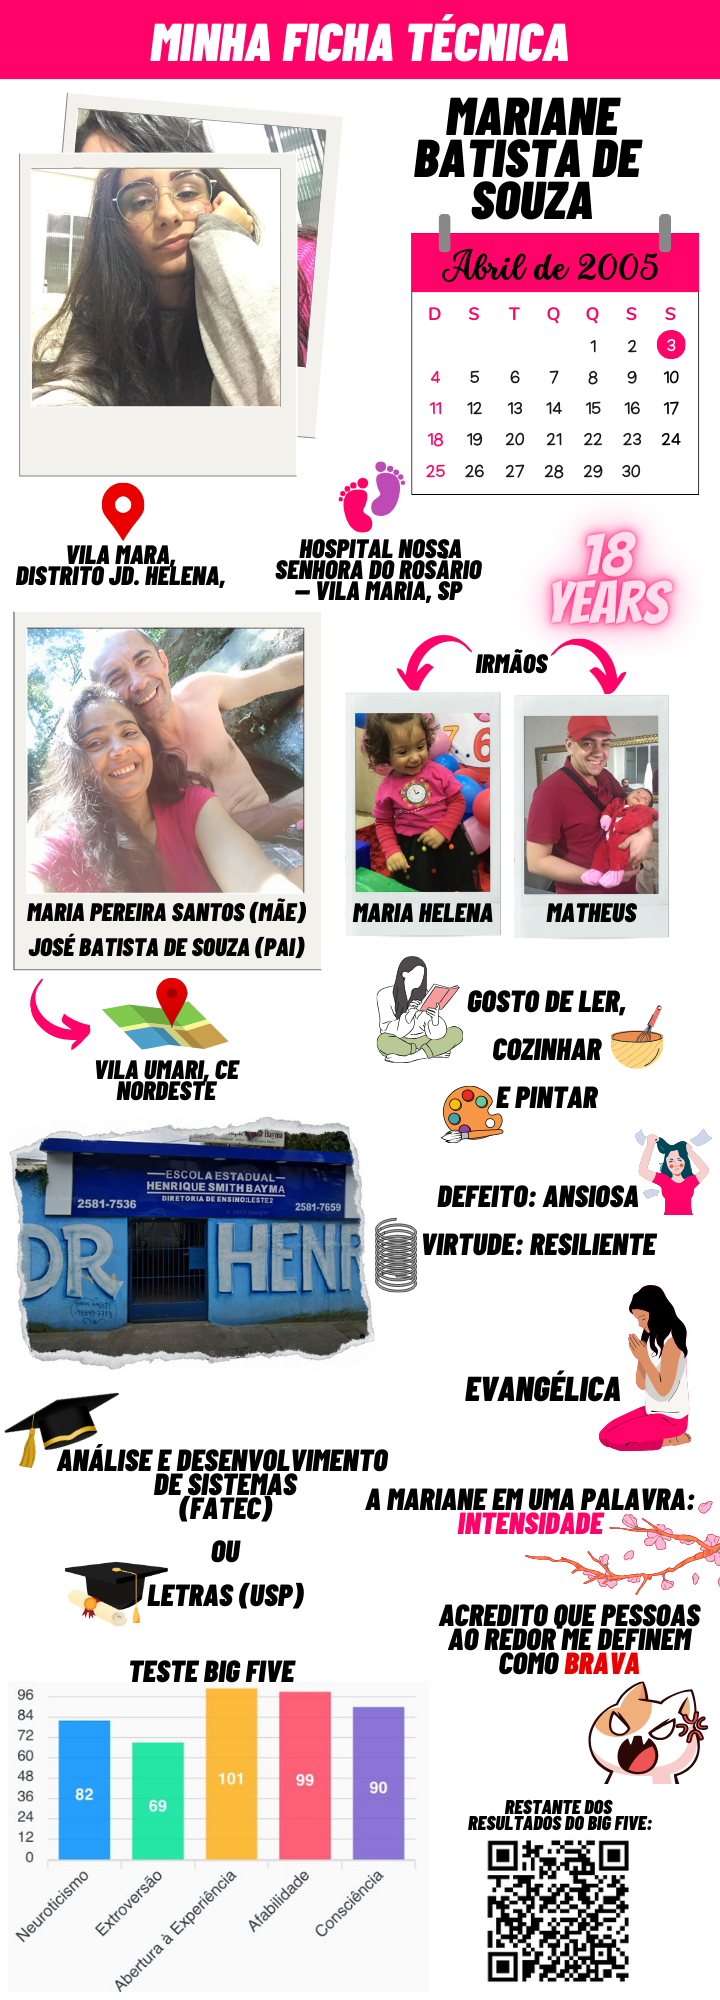 MINHA FICHA TÉCNICA
MARIANE
BATISTA DE
SOUZA
Abril de 2005
D S T Q Q S S
1 2 3
4 5 6 7 8 9 10
11 12 13 14 15 16 17
18 19 20 21 22 23 24
25 26 27 28 29 30
VILA MARA,
DISTRITO JD. HELENA,
HOSPITAL NOSSA
SENHORA DO ROSÁRIO
– VILA MARIA, SP
18
YEARS
IRMÃOS
MARIA PEREIRA SANTOS (MÃE)
JOSÉ BATISTA DE SOUZA (PAI)
MARIA HELENA
MATHEUS
VILA UMARI, CE
NORDESTE
GOSTO DE LER,
COZINHAR
E PINTAR
ESCOLA ESTADUAL
HENRIQUE SMITH BAYMA
DIRETORIA DE ENSINO:LESTE2
2581-7536
2581-7659
DR. HENR
DEFEITO: ANSIOSA
VIRTUDE: RESILIENTE
EVANGÉLICA
ANÁLISE E DESENVOLVIMENTO
DE SISTEMAS
(FATEC)
OU
LETRAS (USP)
A MARIANE EM UMA PALAVRA:
INTENSIDADE
ACREDITO QUE PESSOAS
AO REDOR ME DEFINEM
COMO BRAVA
TESTE BIG FIVE
96
84
72
60
48
36
24
12
0
82
69
101
99
90
Neuroticismo
Extroversão
Abertura à Experiência
Afabilidade
Consciência
RESTANTE DOS
RESULTADOS DO BIG FIVE: